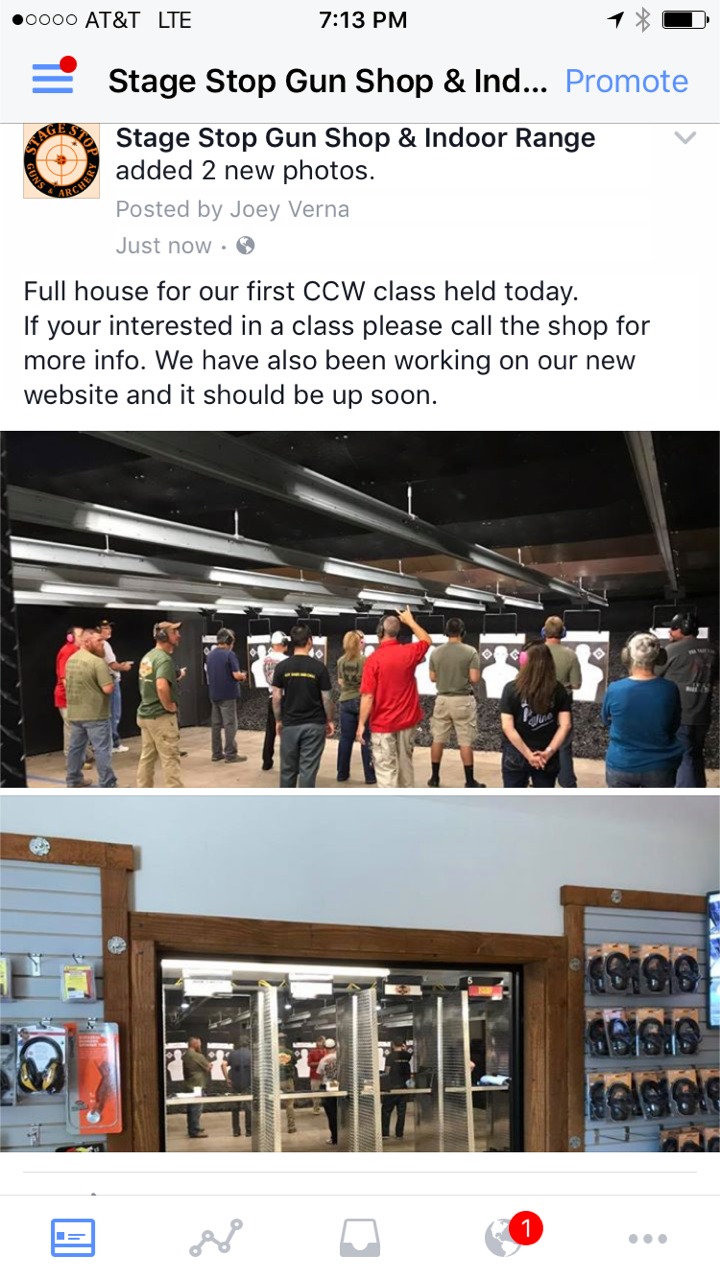 AT&T LTE 7:13 PM
Stage Stop Gun Shop & Ind... Promote
STAGE STOP
GUNS & ARCHERY
Stage Stop Gun Shop & Indoor Range
added 2 new photos.
Posted by Joey Verna
Just now ·
Full house for our first CCW class held today.
If your interested in a class please call the shop for
more info. We have also been working on our new
website and it should be up soon.
5
1